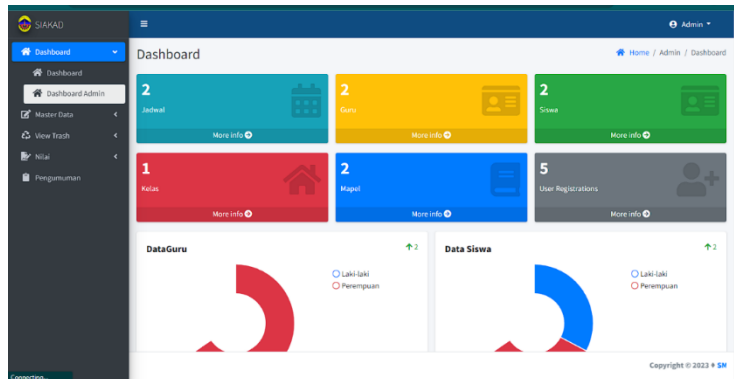 SIAKAD
Admin
Dashboard
Dashboard
Dashboard Admin
Master Data
View Trash
Nilai
Pengumuman
Dashboard
Home / Admin / Dashboard
2
Jadwal
More info
2
Guru
More info
2
Siswa
More info
1
Kelas
More info
2
Mapel
More info
5
User Registrations
More info
DataGuru
2
Laki-laki
Perempuan
Data Siswa
2
Laki-laki
Perempuan
Copyright © 2023 ♦ SN
Connecting...